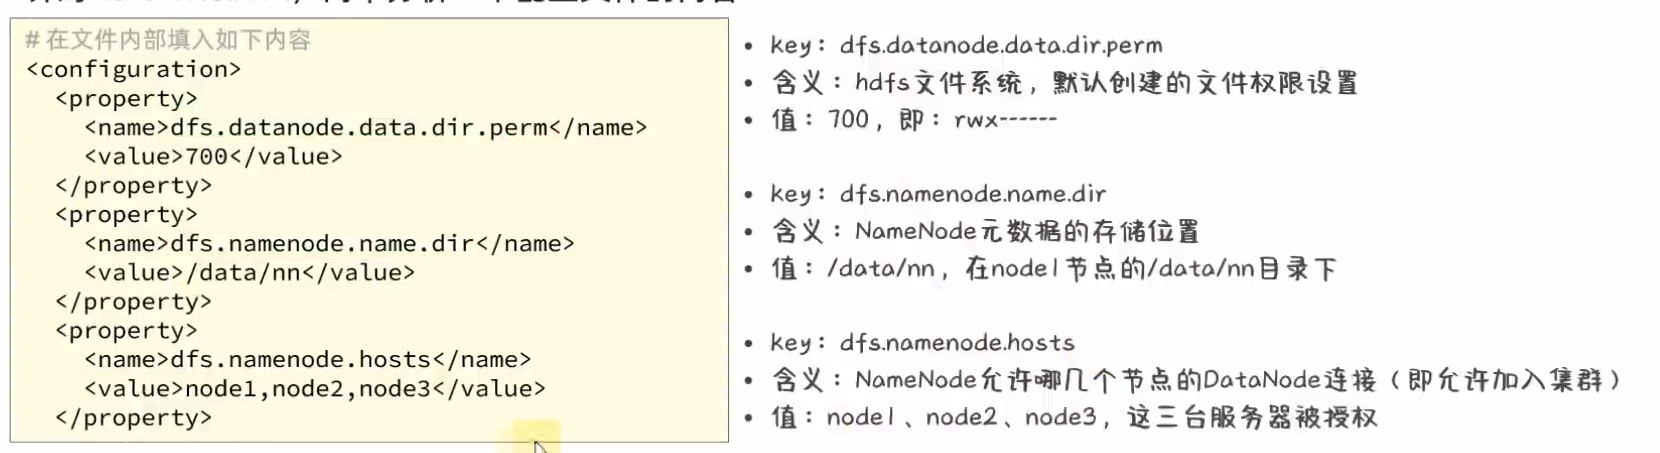 # 在文件内部填入如下内容
<configuration>
<property>
<name>dfs.datanode.data.dir.perm</name>
<value>700</value>
</property>
<property>
<name>dfs.namenode.name.dir</name>
<value>/data/nn</value>
</property>
<property>
<name>dfs.namenode.hosts</name>
<value>node1,node2,node3</value>
</property>
• key：dfs.datanode.data.dir.perm
• 含义：hdfs文件系统，默认创建的文件权限设置
• 值：700，即：rwx------
• key：dfs.namenode.name.dir
• 含义：NameNode元数据的存储位置
• 值：/data/nn，在node1节点的/data/nn目录下
• key：dfs.namenode.hosts
• 含义：NameNode允许哪几个节点的DataNode连接（即允许加入集群）
• 值：node1、node2、node3，这三台服务器被授权